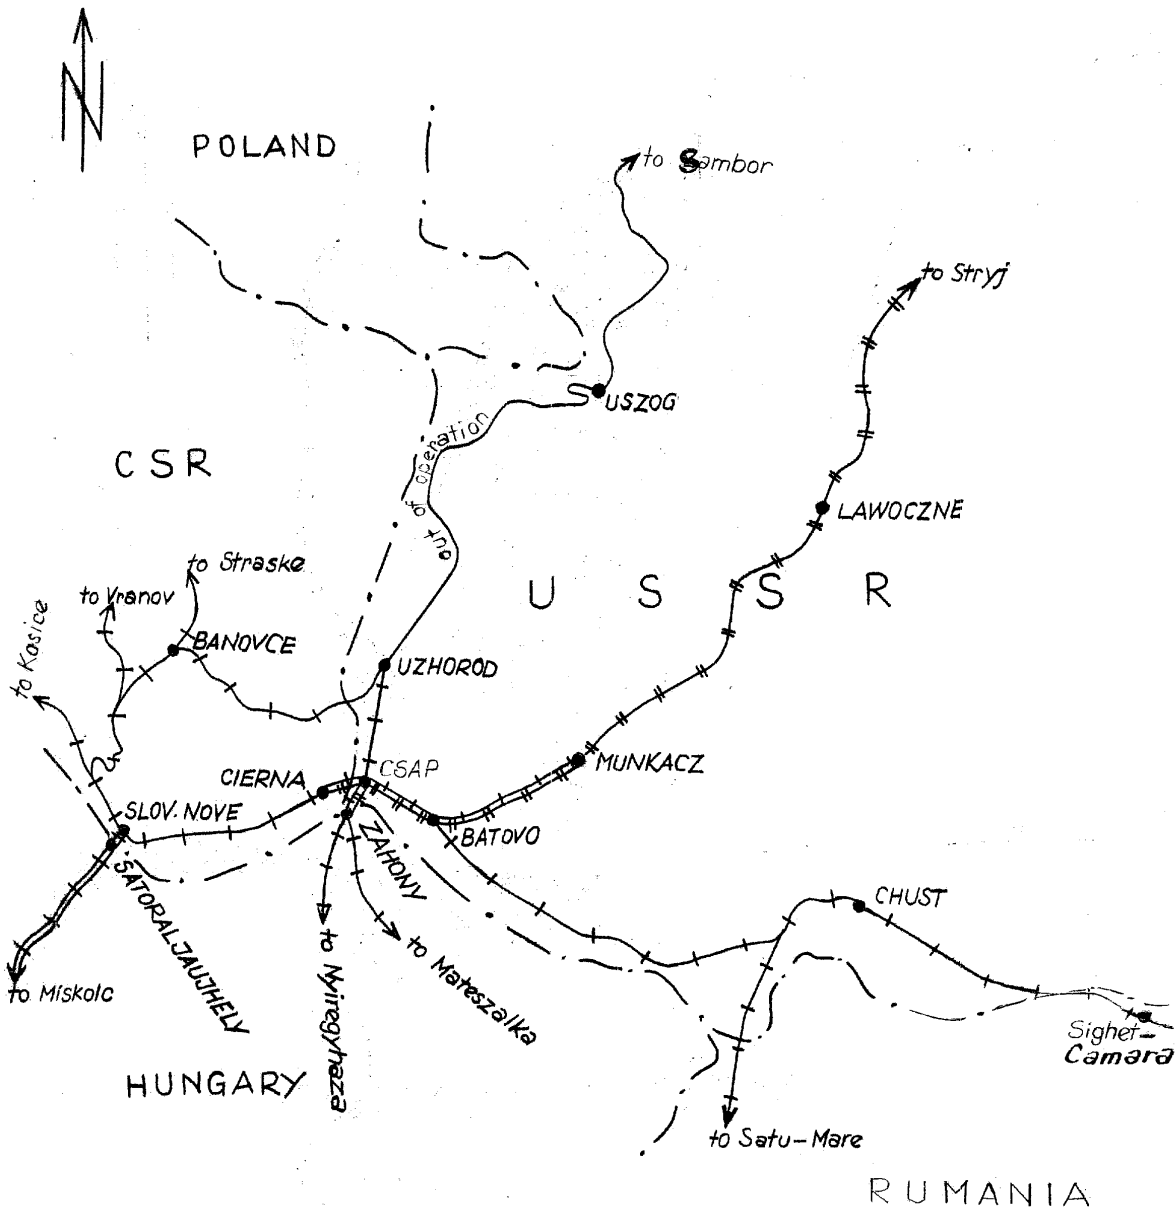 N
POLAND
to Sambor
to Stryj
USZOG
out of operation
CSR
LAWOCZNE
to Straske
U S S R
to Vranov
to Kosice
BANOVCE
UZHOROD
CIERNA
CSAP
MUNKACZ
SLOV. NOVE
BATOVO
ZAHONY
SATORALJAUJHELY
CHUST
to Nyiregyhaza
to Mateszalka
to Miskolc
Sighet-
Camara
HUNGARY
to Satu-Mare
RUMANIA